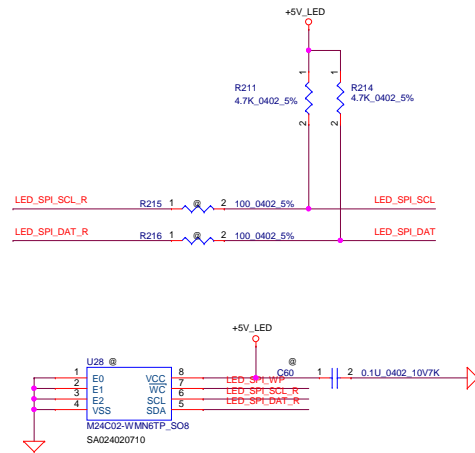 +5V_LED
1 1
R211 R214
4.7K_0402_5% 4.7K_0402_5%
2 2
LED_SPI_SCL_R R215 1 @ 2 100_0402_5% LED_SPI_SCL
LED_SPI_DAT_R R216 1 @ 2 100_0402_5% LED_SPI_DAT
+5V_LED
U28 @ @
C60 1 2 0.1U_0402_10V7K
1 E0 VCC 8
2 E1 WC 7 LED_SPI_WP
3 E2 SCL 6 LED_SPI_SCL_R
4 VSS SDA 5 LED_SPI_DAT_R
M24C02-WMN6TP_SO8
SA024020710